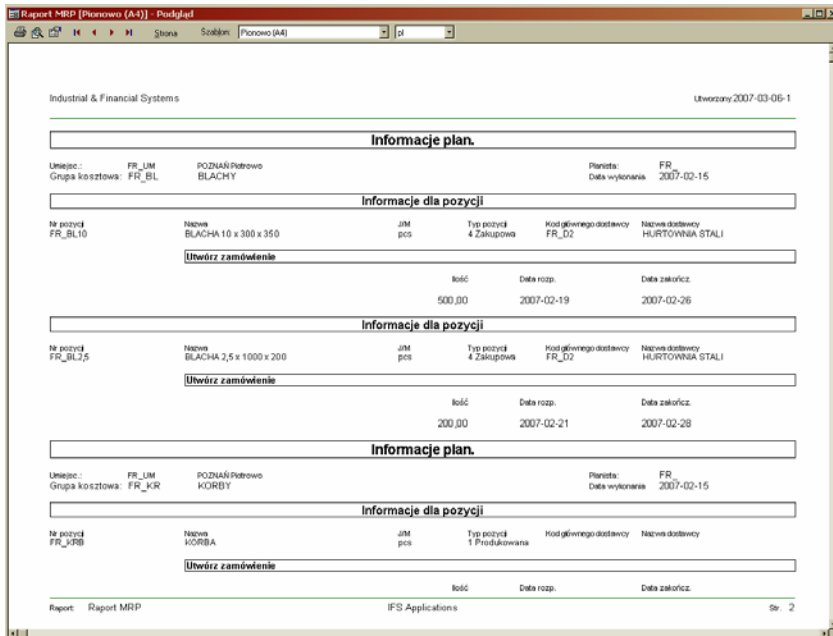 Raport MRP [Pionowo (A4)] - Podgląd
Strona Szablon: Pionowo (A4) pl
Industrial & Financial Systems Utworzony:2007-03-06-1
Informacje plan.
Umiejsc.: FR_UM POZNAŃ Piotrowo Planista: FR_
Grupa kosztowa: FR_BL BLACHY Data wykonania 2007-02-15
Informacje dla pozycji
Nr pozycji Nazwa J/M Typ pozycji Kod głównego dostawcy Nazwa dostawcy
FR_BL10 BLACHA 10 x 300 x 350 pcs 4 Zakupowa FR_D2 HURTOWNIA STALI
Utwórz zamówienie
Ilość Data rozp. Data zakończ.
500,00 2007-02-19 2007-02-26
Informacje dla pozycji
Nr pozycji Nazwa J/M Typ pozycji Kod głównego dostawcy Nazwa dostawcy
FR_BL2,5 BLACHA 2,5 x 1000 x 200 pcs 4 Zakupowa FR_D2 HURTOWNIA STALI
Utwórz zamówienie
Ilość Data rozp. Data zakończ.
200,00 2007-02-21 2007-02-28
Informacje plan.
Umiejsc.: FR_UM POZNAŃ Piotrowo Planista: FR_
Grupa kosztowa: FR_KR KORBY Data wykonania 2007-02-15
Informacje dla pozycji
Nr pozycji Nazwa J/M Typ pozycji Kod głównego dostawcy Nazwa dostawcy
FR_KRB KORBA pcs 1 Produkowana
Utwórz zamówienie
Ilość Data rozp. Data zakończ.
Raport: Raport MRP IFS Applications Str. 2